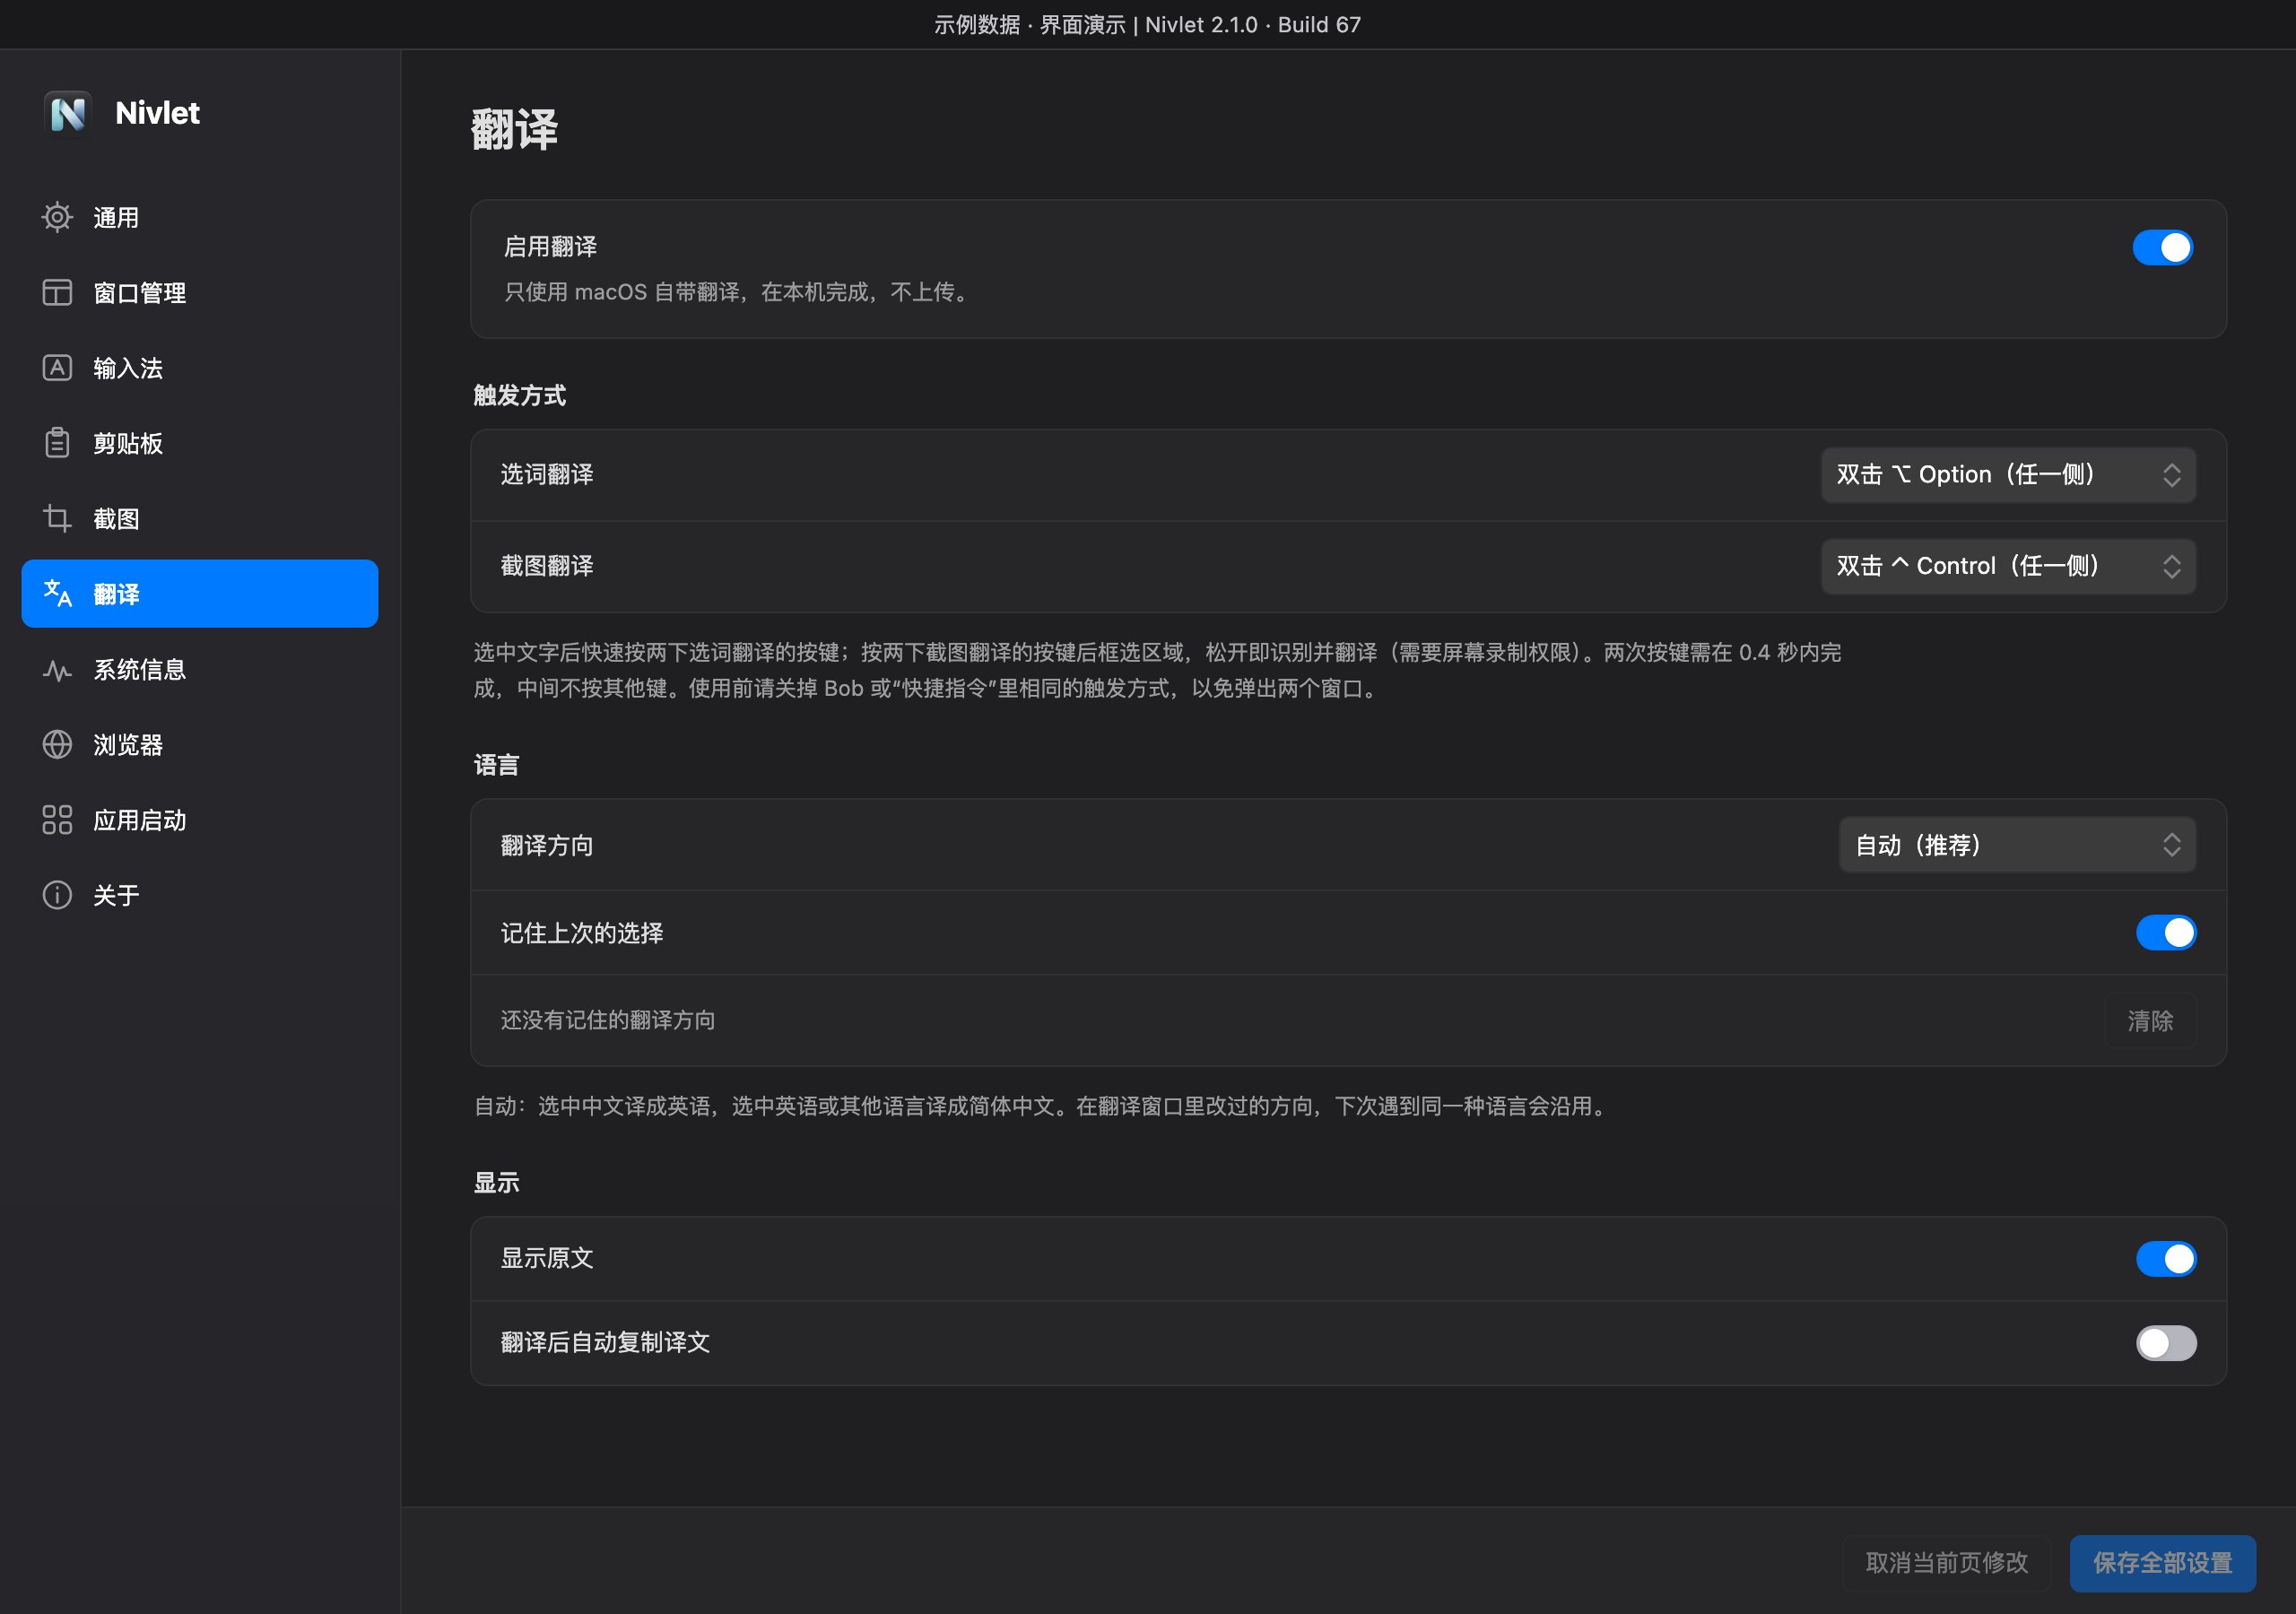 示例数据 · 界面演示 | Nivlet 2.1.0 · Build 67
Nivlet
通用
窗口管理
输入法
剪贴板
截图
翻译
系统信息
浏览器
应用启动
关于
翻译
启用翻译
只使用 macOS 自带翻译，在本机完成，不上传。
触发方式
选词翻译
双击 ⌥ Option（任一侧）
截图翻译
双击 ^ Control（任一侧）
选中文字后快速按两下选词翻译的按键；按两下截图翻译的按键后框选区域，松开即识别并翻译（需要屏幕录制权限）。两次按键需在 0.4 秒内完
成，中间不按其他键。使用前请关掉 Bob 或“快捷指令”里相同的触发方式，以免弹出两个窗口。
语言
翻译方向
自动（推荐）
记住上次的选择
还没有记住的翻译方向
清除
自动：选中中文译成英语，选中英语或其他语言译成简体中文。在翻译窗口里改过的方向，下次遇到同一种语言会沿用。
显示
显示原文
翻译后自动复制译文
取消当前页修改
保存全部设置